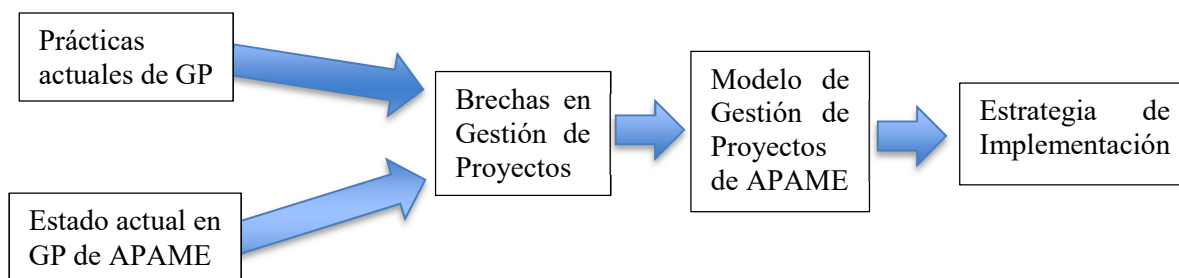 Prácticas
actuales de GP
Estado actual en
GP de APAME
Brechas en
Gestión de
Proyectos
Modelo de
Gestión de
Proyectos
de APAME
Estrategia de
Implementación